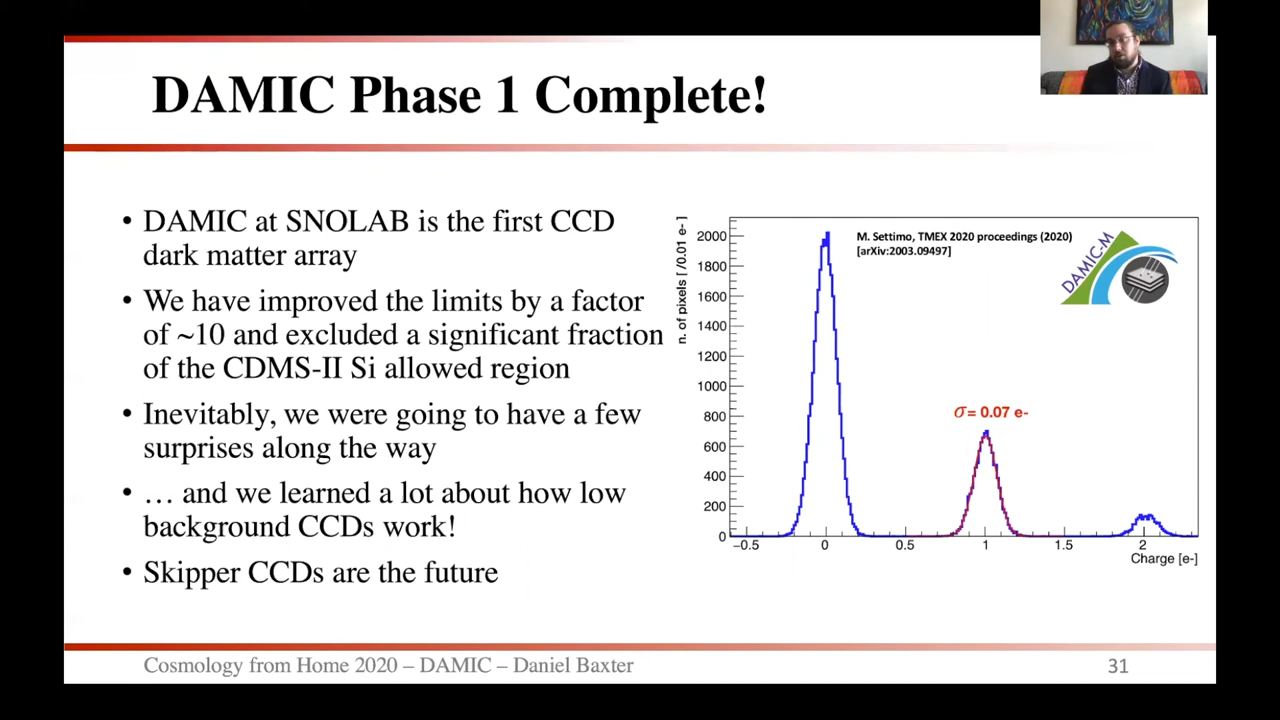 DAMIC Phase 1 Complete!
• DAMIC at SNOLAB is the first CCD
dark matter array
• We have improved the limits by a factor
of ~10 and excluded a significant fraction
of the CDMS-II Si allowed region
• Inevitably, we were going to have a few
surprises along the way
• … and we learned a lot about how low
background CCDs work!
• Skipper CCDs are the future
n. of pixels [ /0.01 e- ]
2000
1800
1600
1400
1200
1000
800
600
400
200
0
M. Settimo, TMEX 2020 proceedings (2020)
[arXiv:2003.09497]
DAMIC-M
σ = 0.07 e-
−0.5 0 0.5 1 1.5 2
Charge [e-]
Cosmology from Home 2020 – DAMIC – Daniel Baxter
31